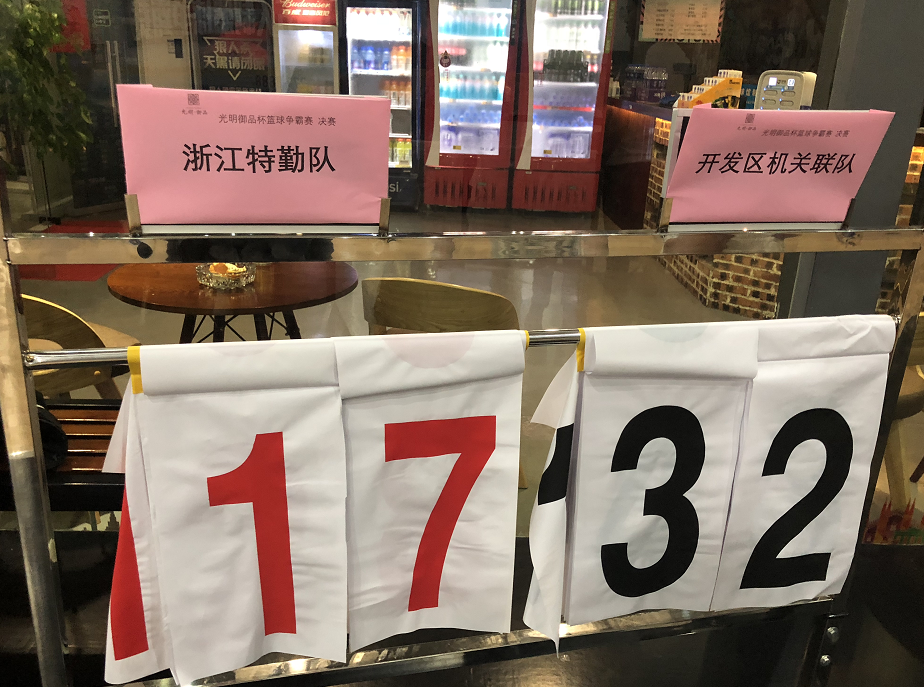 Budweiser
光明御品杯篮球争霸赛 决赛
浙江特勤队
光明御品杯篮球争霸赛 决赛
开发区机关联队
17
32